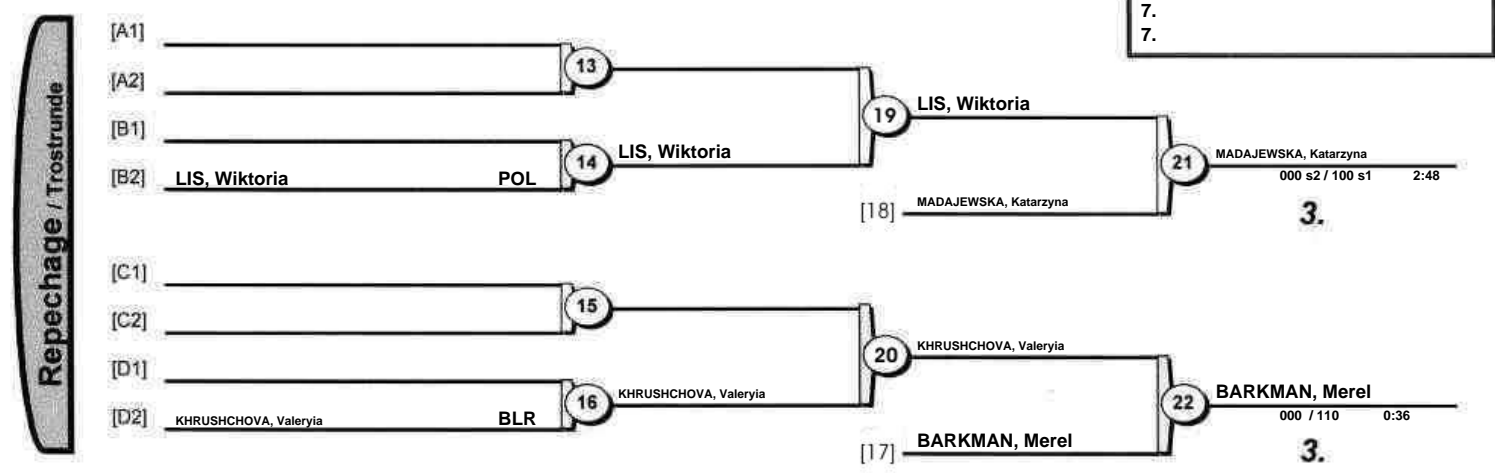 7.
7.
Repechage / Trostrunde
[A1]
13
[A2]
LIS, Wiktoria
19
[B1]
14
LIS, Wiktoria
[B2] LIS, Wiktoria POL
21
MADAJEWSKA, Katarzyna
000 s2 / 100 s1 2:48
[18] MADAJEWSKA, Katarzyna
3.
[C1]
15
[C2]
KHRUSHCHOVA, Valeryia
20
[D1]
16
KHRUSHCHOVA, Valeryia
[D2] KHRUSHCHOVA, Valeryia BLR
22
BARKMAN, Merel
000 / 110 0:36
[17] BARKMAN, Merel
3.